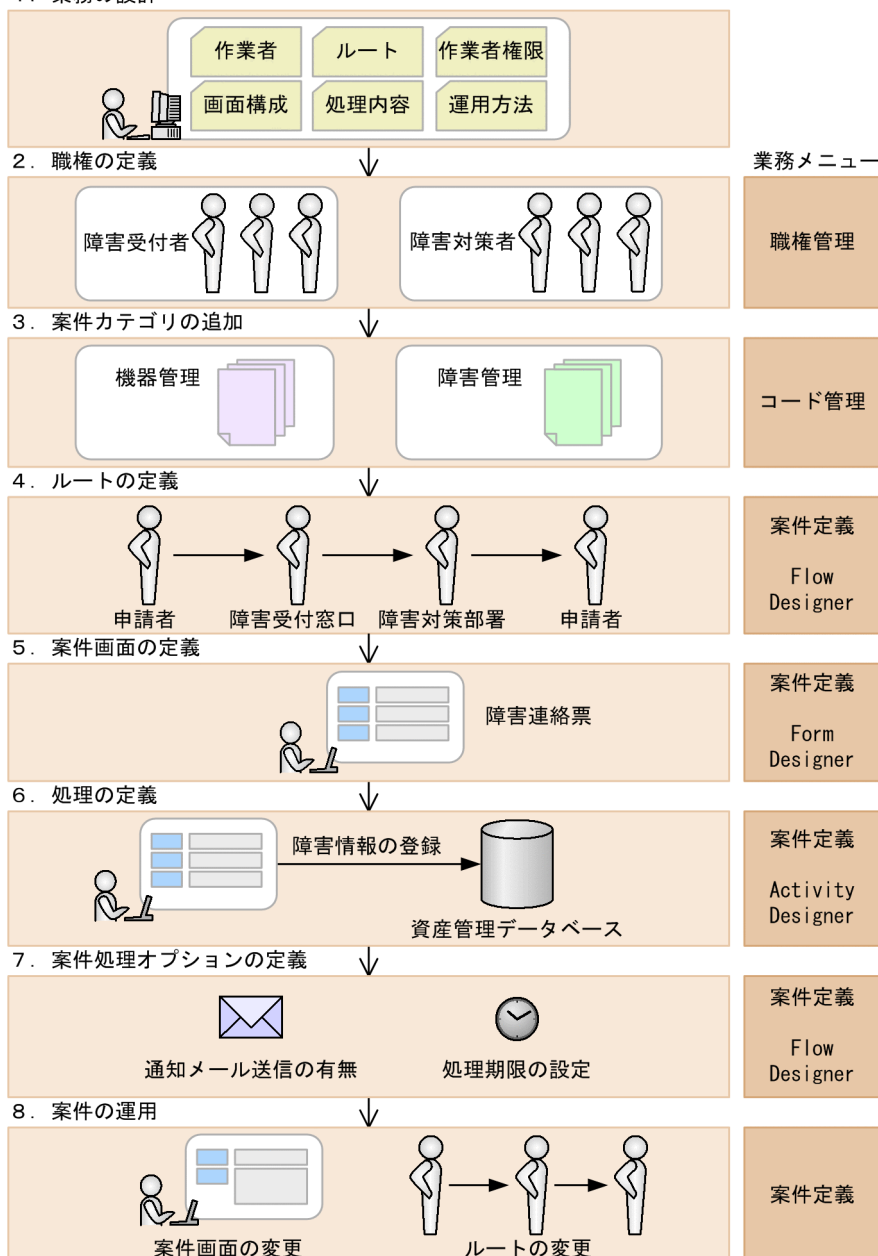 1. 業務の設計
作業者
ルート
作業者権限
画面構成
処理内容
運用方法
2. 職権の定義
業務メニュー
障害受付者
障害対策者
職権管理
3. 案件カテゴリの追加
機器管理
障害管理
コード管理
4. ルートの定義
申請者
障害受付窓口
障害対策部署
申請者
案件定義
Flow
Designer
5. 案件画面の定義
障害連絡票
案件定義
Form
Designer
6. 処理の定義
障害情報の登録
資産管理データベース
案件定義
Activity
Designer
7. 案件処理オプションの定義
通知メール送信の有無
処理期限の設定
案件定義
Flow
Designer
8. 案件の運用
案件画面の変更
ルートの変更
案件定義